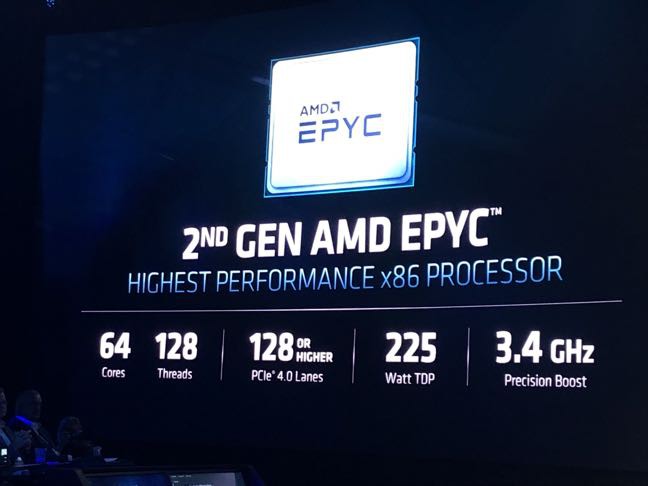 AMD
EPYC
2ND GEN AMD EPYC™
HIGHEST PERFORMANCE x86 PROCESSOR
64
Cores
128
Threads
128 OR HIGHER
PCIe® 4.0 Lanes
225
Watt TDP
3.4 GHz
Precision Boost